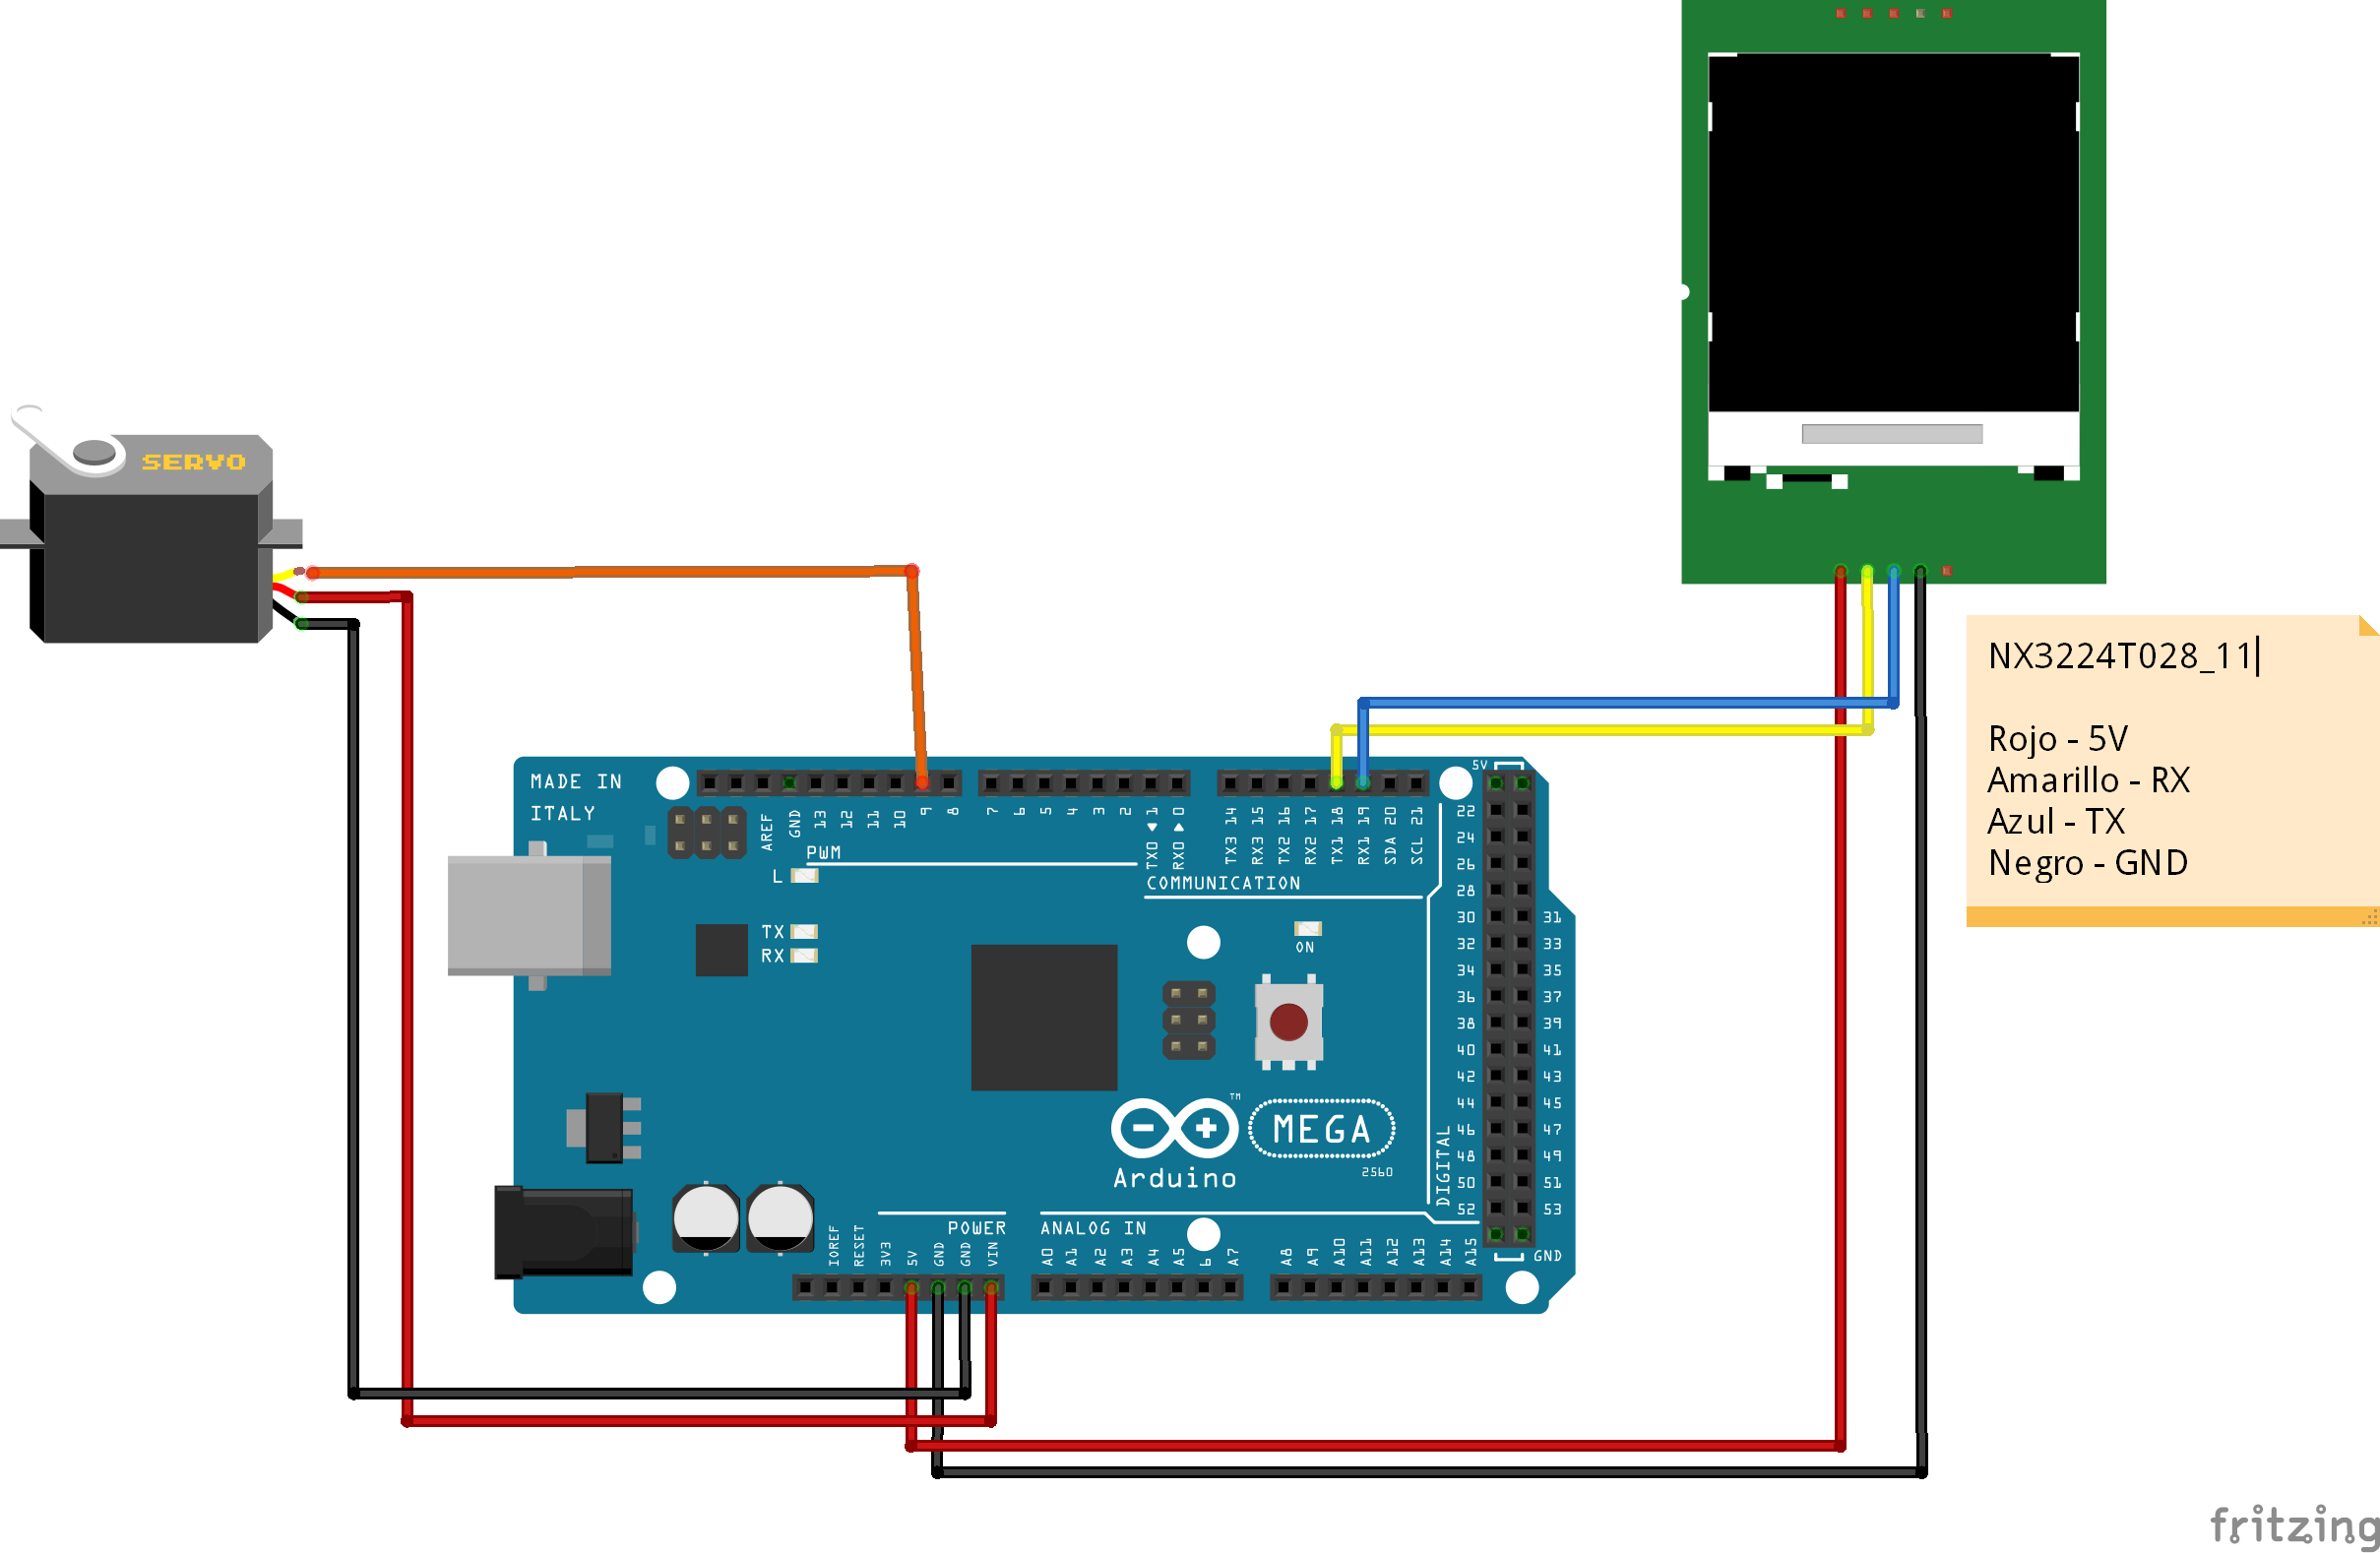 SERVO
NX3224T028_11
Rojo - 5V
Amarillo - RX
Azul - TX
Negro - GND
MADE IN
ITALY
AREF
GND
13
12
11
10
9
8
7
6
5
4
3
2
TX0 1
RX0 0
TX3 14
RX3 15
TX2 16
RX2 17
TX1 18
RX1 19
SDA 20
SCL 21
5V
PWM
COMMUNICATION
L
TX
RX
ON
22
24
26
28
30 31
32 33
34 35
36 37
38 39
40 41
42 43
44 45
46 47
48 49
50 51
52 53
GND
DIGITAL
TM
MEGA
2560
Arduino
POWER
ANALOG IN
IOREF
RESET
3V3
5V
GND
GND
VIN
A0
A1
A2
A3
A4
A5
6
A7
A8
A9
A10
A11
A12
A13
A14
A15
fritzing